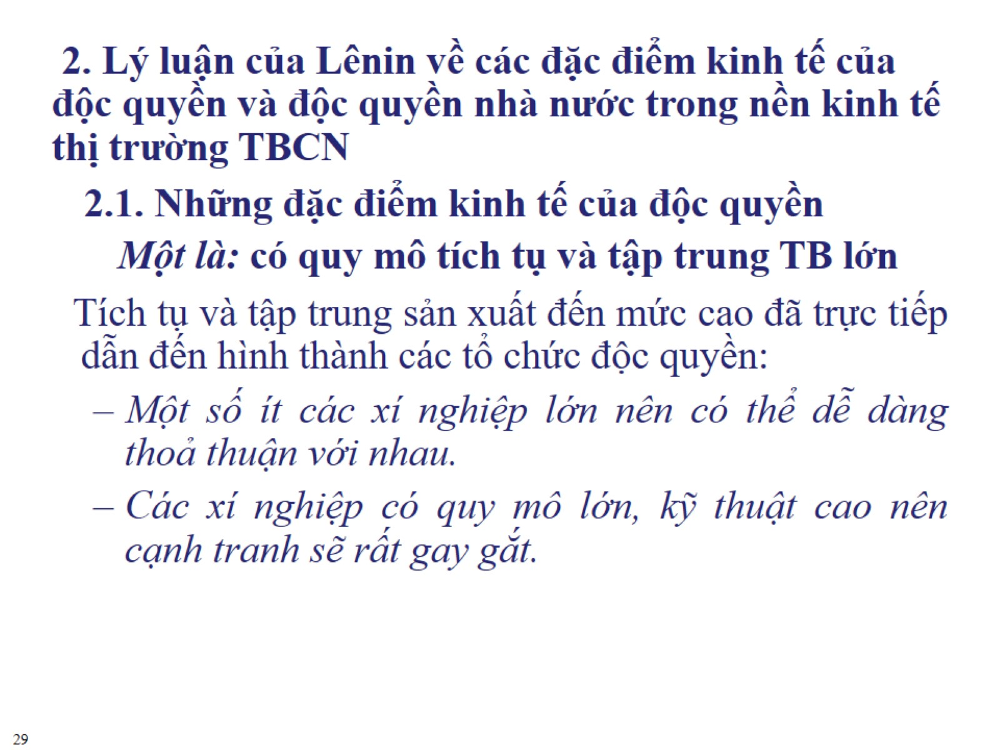 2. Lý luận của Lênin về các đặc điểm kinh tế của
độc quyền và độc quyền nhà nước trong nền kinh tế
thị trường TBCN
2.1. Những đặc điểm kinh tế của độc quyền
Một là: có quy mô tích tụ và tập trung TB lớn
Tích tụ và tập trung sản xuất đến mức cao đã trực tiếp
dẫn đến hình thành các tổ chức độc quyền:
– Một số ít các xí nghiệp lớn nên có thể dễ dàng
thoả thuận với nhau.
– Các xí nghiệp có quy mô lớn, kỹ thuật cao nên
cạnh tranh sẽ rất gay gắt.
29